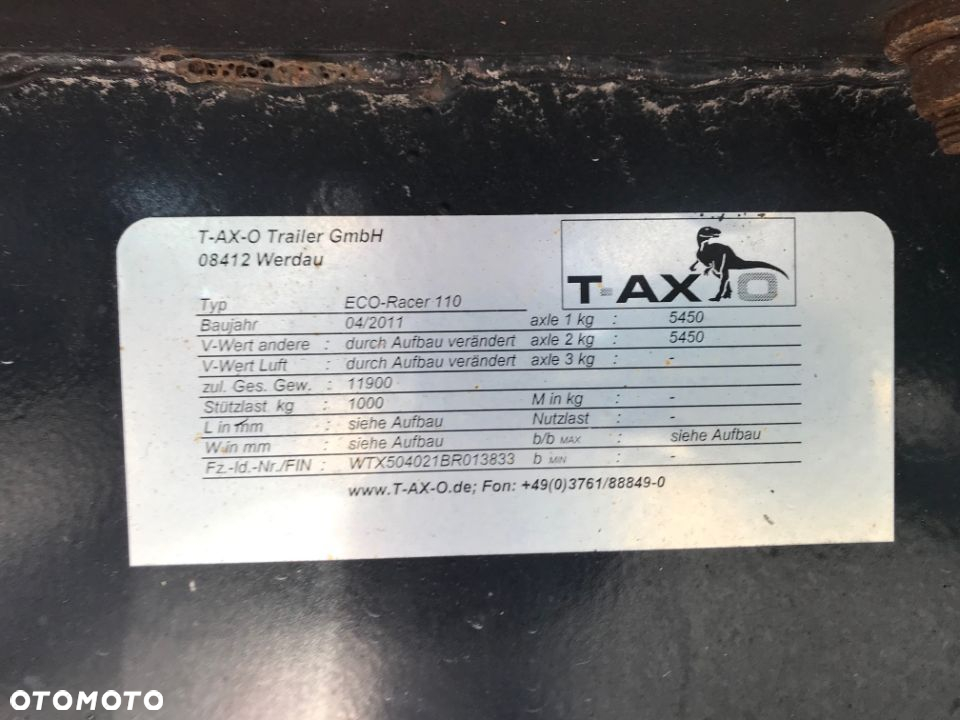 T-AX-O Trailer GmbH
08412 Werdau
T-AX-O
Typ ECO-Racer 110
Baujahr 04/2011 axle 1 kg : 5450
V-Wert andere : durch Aufbau verändert axle 2 kg : 5450
V-Wert Luft : durch Aufbau verändert axle 3 kg : -
zul. Ges. Gew. : 11900
Stützlast kg : 1000 M in kg : -
L in mm : siehe Aufbau Nutzlast : -
W in mm : siehe Aufbau b/b MAX : siehe Aufbau
Fz.-Id.-Nr./FIN : WTX504021BR013833 b MIN : -
www.T-AX-O.de; Fon: +49(0)3761/88849-0
OTOMOTO